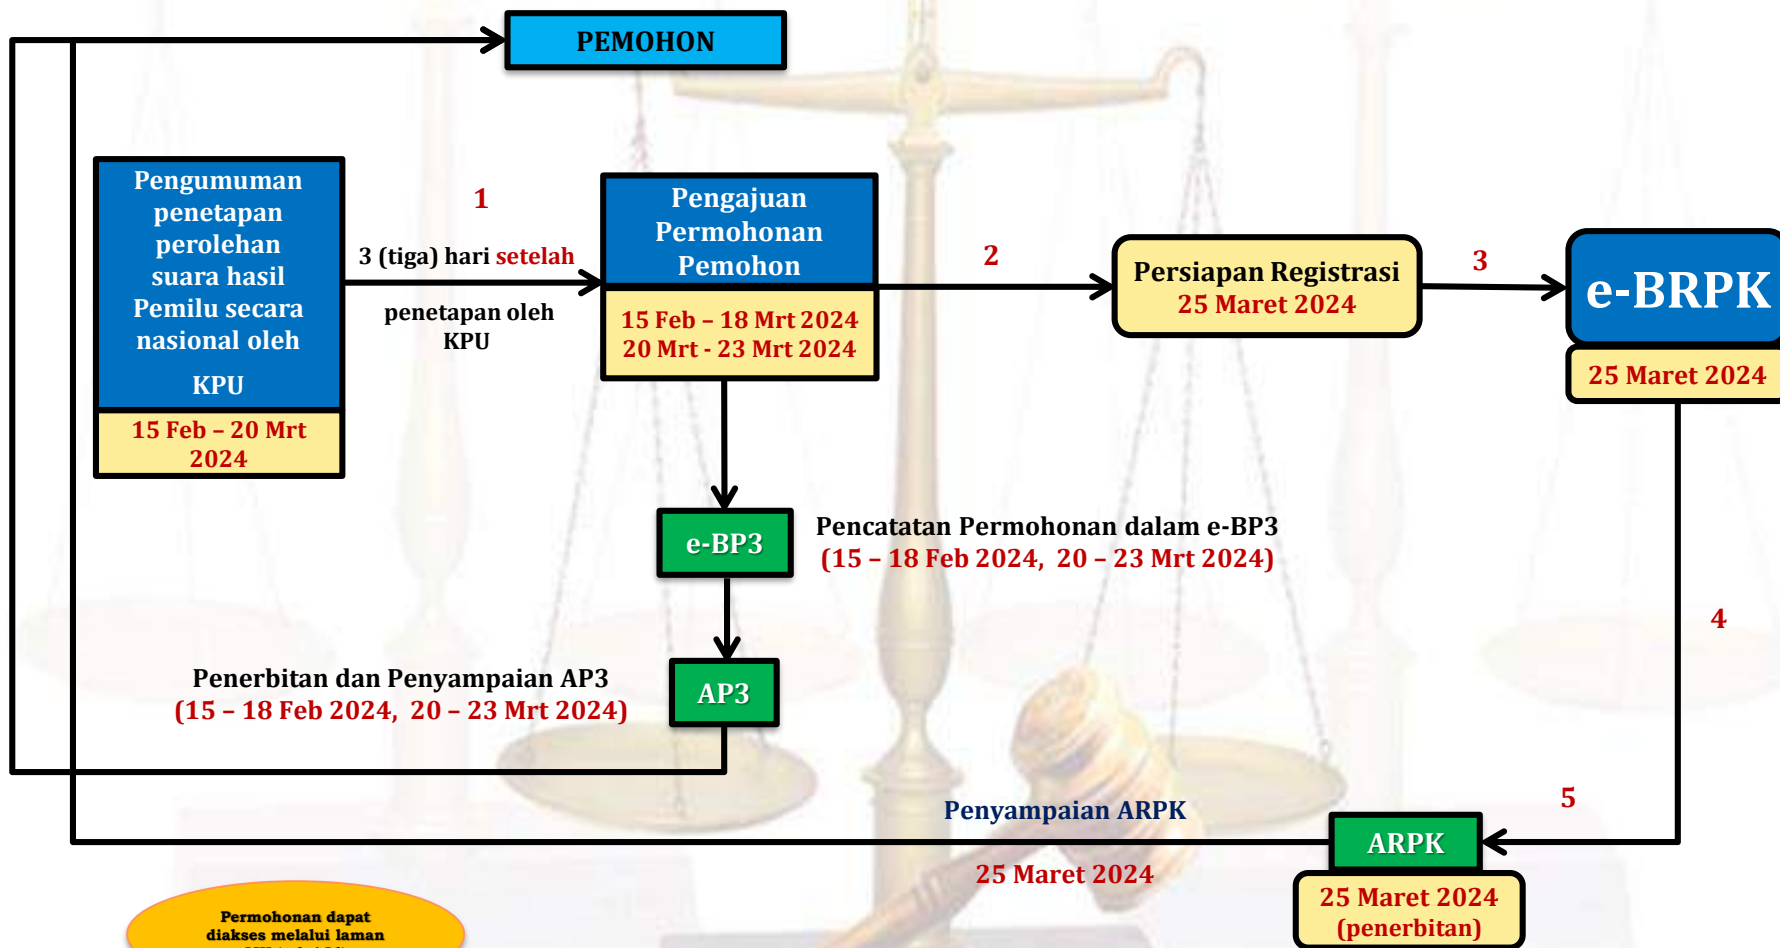 PEMOHON
Pengumuman
penetapan
perolehan
suara hasil
Pemilu secara
nasional oleh
KPU
15 Feb – 20 Mrt
2024
1
3 (tiga) hari setelah
penetapan oleh
KPU
Pengajuan
Permohonan
Pemohon
15 Feb – 18 Mrt 2024
20 Mrt - 23 Mrt 2024
2
Persiapan Registrasi
25 Maret 2024
3
e-BRPK
25 Maret 2024
e-BP3
Pencatatan Permohonan dalam e-BP3
(15 – 18 Feb 2024, 20 – 23 Mrt 2024)
4
Penerbitan dan Penyampaian AP3
(15 – 18 Feb 2024, 20 – 23 Mrt 2024)
AP3
5
Penyampaian ARPK
25 Maret 2024
ARPK
25 Maret 2024
(penerbitan)
Permohonan dapat
diakses melalui laman